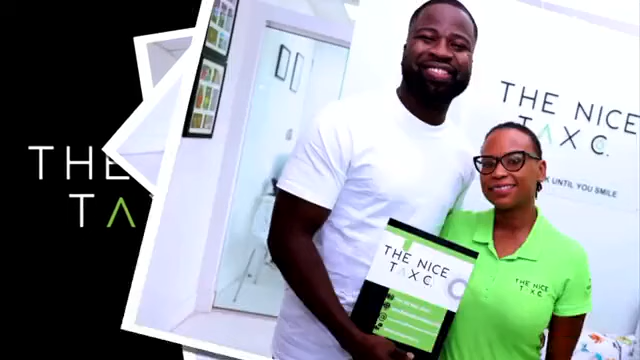 THE
TA
THE NICE
TAX C.
K UNTIL YOU SMILE
THE NICE
TAX C.
THE NICE
TAX C.